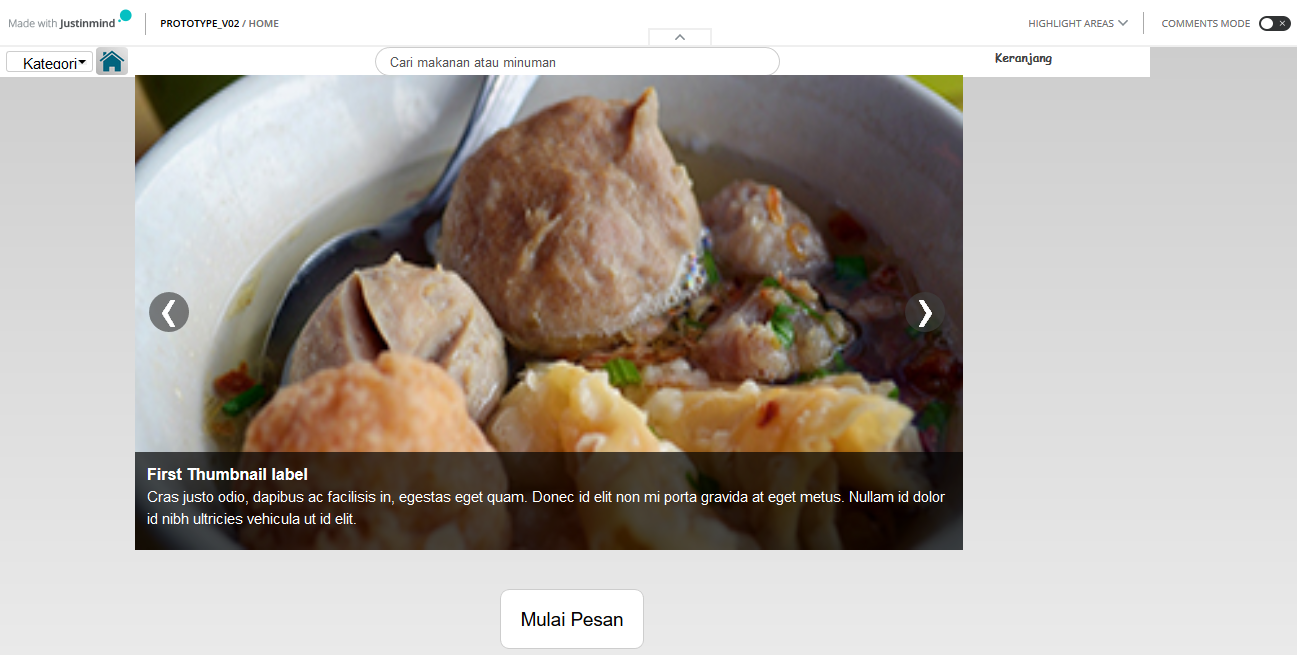 Made with Justinmind
PROTOTYPE_V02 / HOME
HIGHLIGHT AREAS
COMMENTS MODE
Kategori
Cari makanan atau minuman
Keranjang
First Thumbnail label
Cras justo odio, dapibus ac facilisis in, egestas eget quam. Donec id elit non mi porta gravida at eget metus. Nullam id dolor
id nibh ultricies vehicula ut id elit.
Mulai Pesan